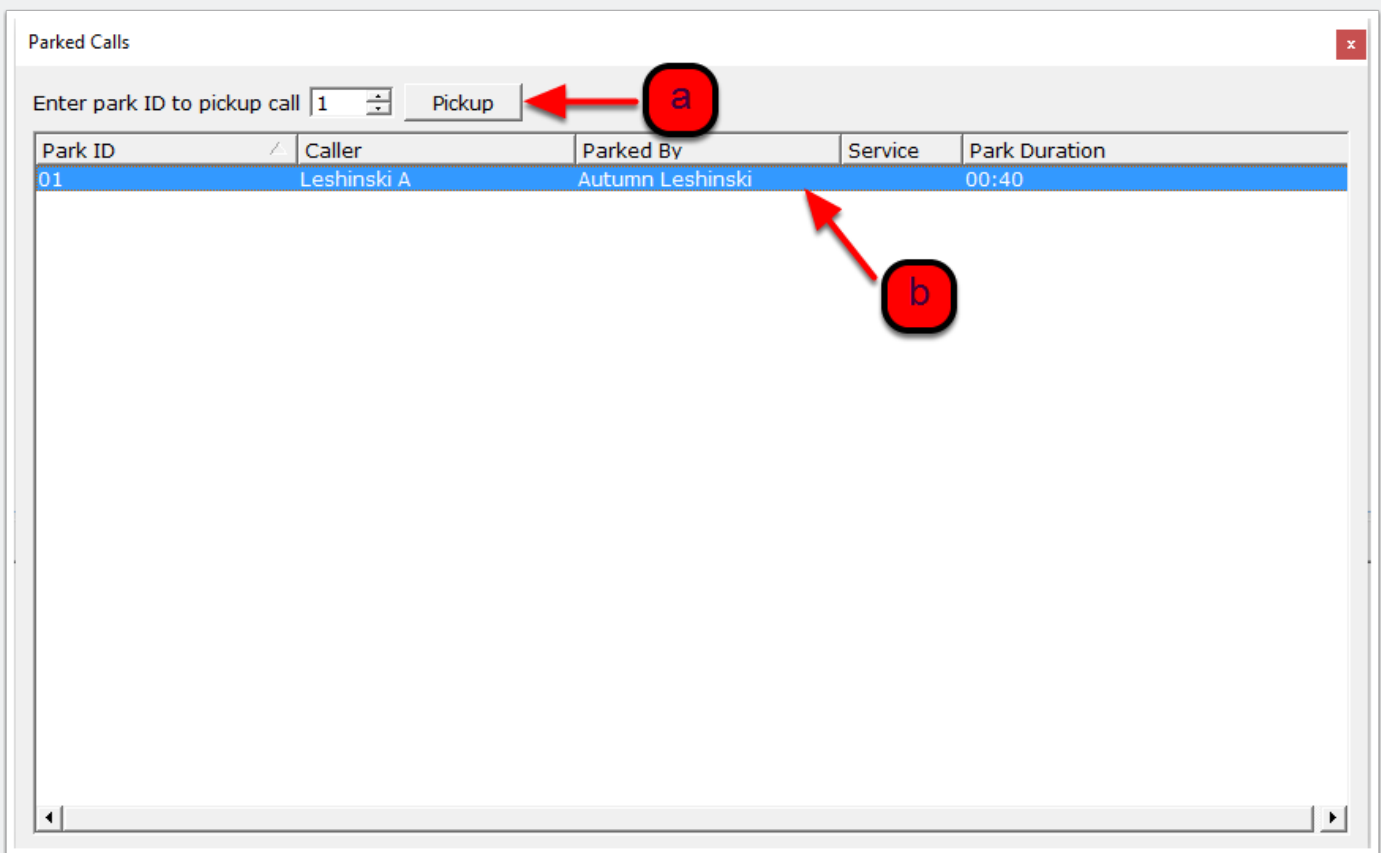 Parked Calls
x
Enter park ID to pickup call 1 Pickup a
Park ID Caller Parked By Service Park Duration
01 Leshinski A Autumn Leshinski 00:40
b